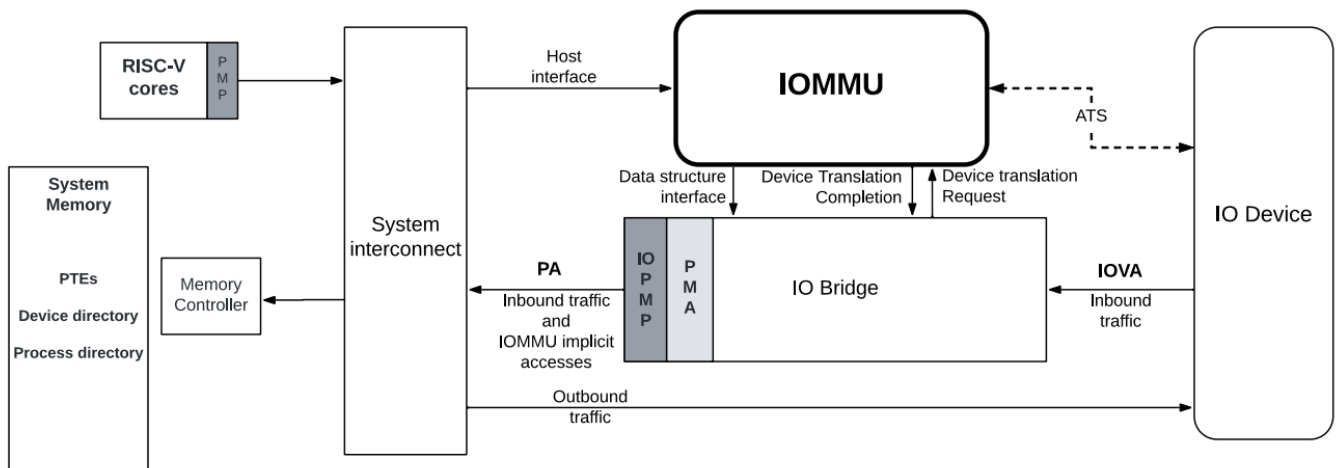 RISC-V
cores
P
M
P
Host
interface
IOMMU
ATS
System
Memory
PTEs
Device directory
Process directory
Memory
Controller
System
interconnect
Data structure
interface
Device Translation
Completion
Device translation
Request
PA
Inbound traffic
and
IOMMU implicit
accesses
IO
P
M
P
P
M
A
IO Bridge
IOVA
Inbound
traffic
IO Device
Outbound
traffic